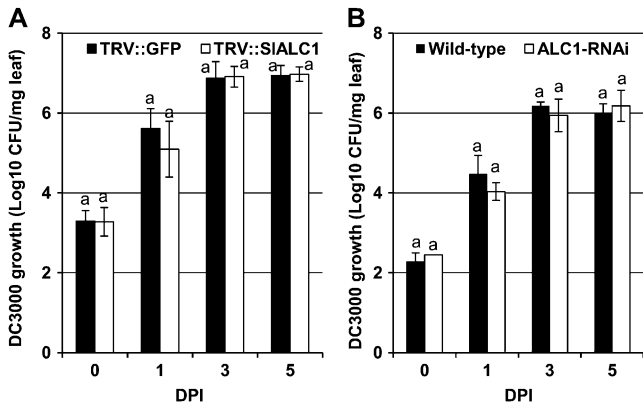 A
TRV::GFP TRV::SlALC1
DC3000 growth (Log10 CFU/mg leaf)
8
6
4
2
0
a a
a a
a a
a a
0 1 3 5
DPI
B
Wild-type ALC1-RNAi
DC3000 growth (Log10 CFU/mg leaf)
8
6
4
2
0
a a
a a
a a
a a
0 1 3 5
DPI